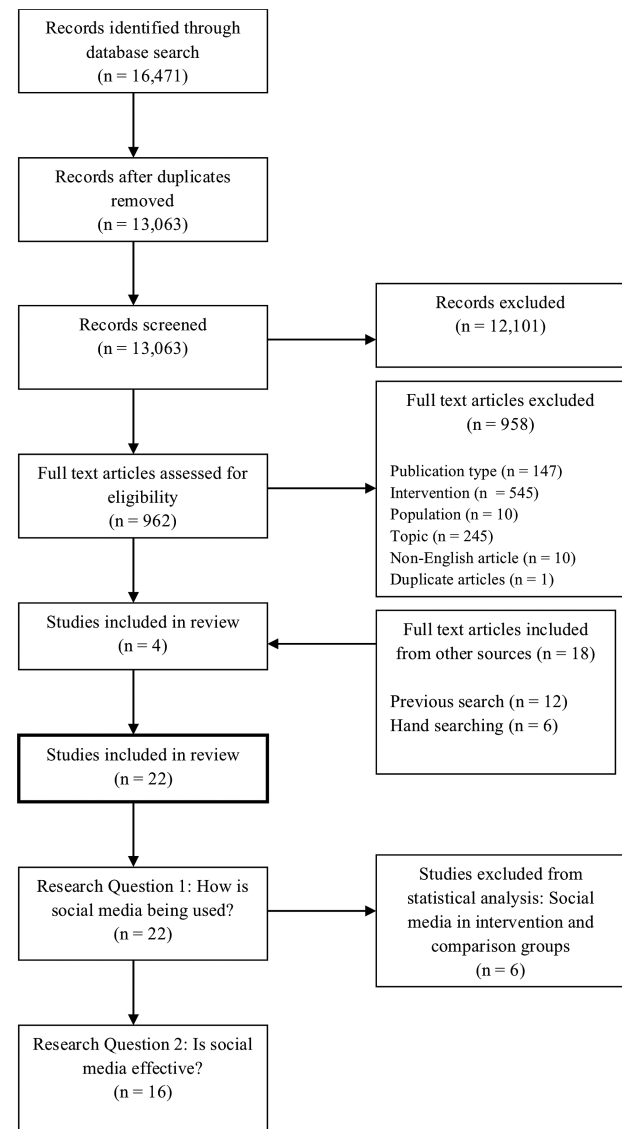 Records identified through
database search
(n = 16,471)
Records after duplicates
removed
(n = 13,063)
Records screened
(n = 13,063)
Records excluded
(n = 12,101)
Full text articles assessed for
eligibility
(n = 962)
Full text articles excluded
(n = 958)
Publication type (n = 147)
Intervention (n  = 545)
Population (n = 10)
Topic (n = 245)
Non-English article (n = 10)
Duplicate articles (n = 1)
Studies included in review
(n = 4)
Full text articles included
from other sources (n = 18)
Previous search (n = 12)
Hand searching (n = 6)
Studies included in review
(n = 22)
Research Question 1: How is
social media being used?
(n = 22)
Studies excluded from
statistical analysis: Social
media in intervention and
comparison groups
(n = 6)
Research Question 2: Is social
media effective?
(n = 16)